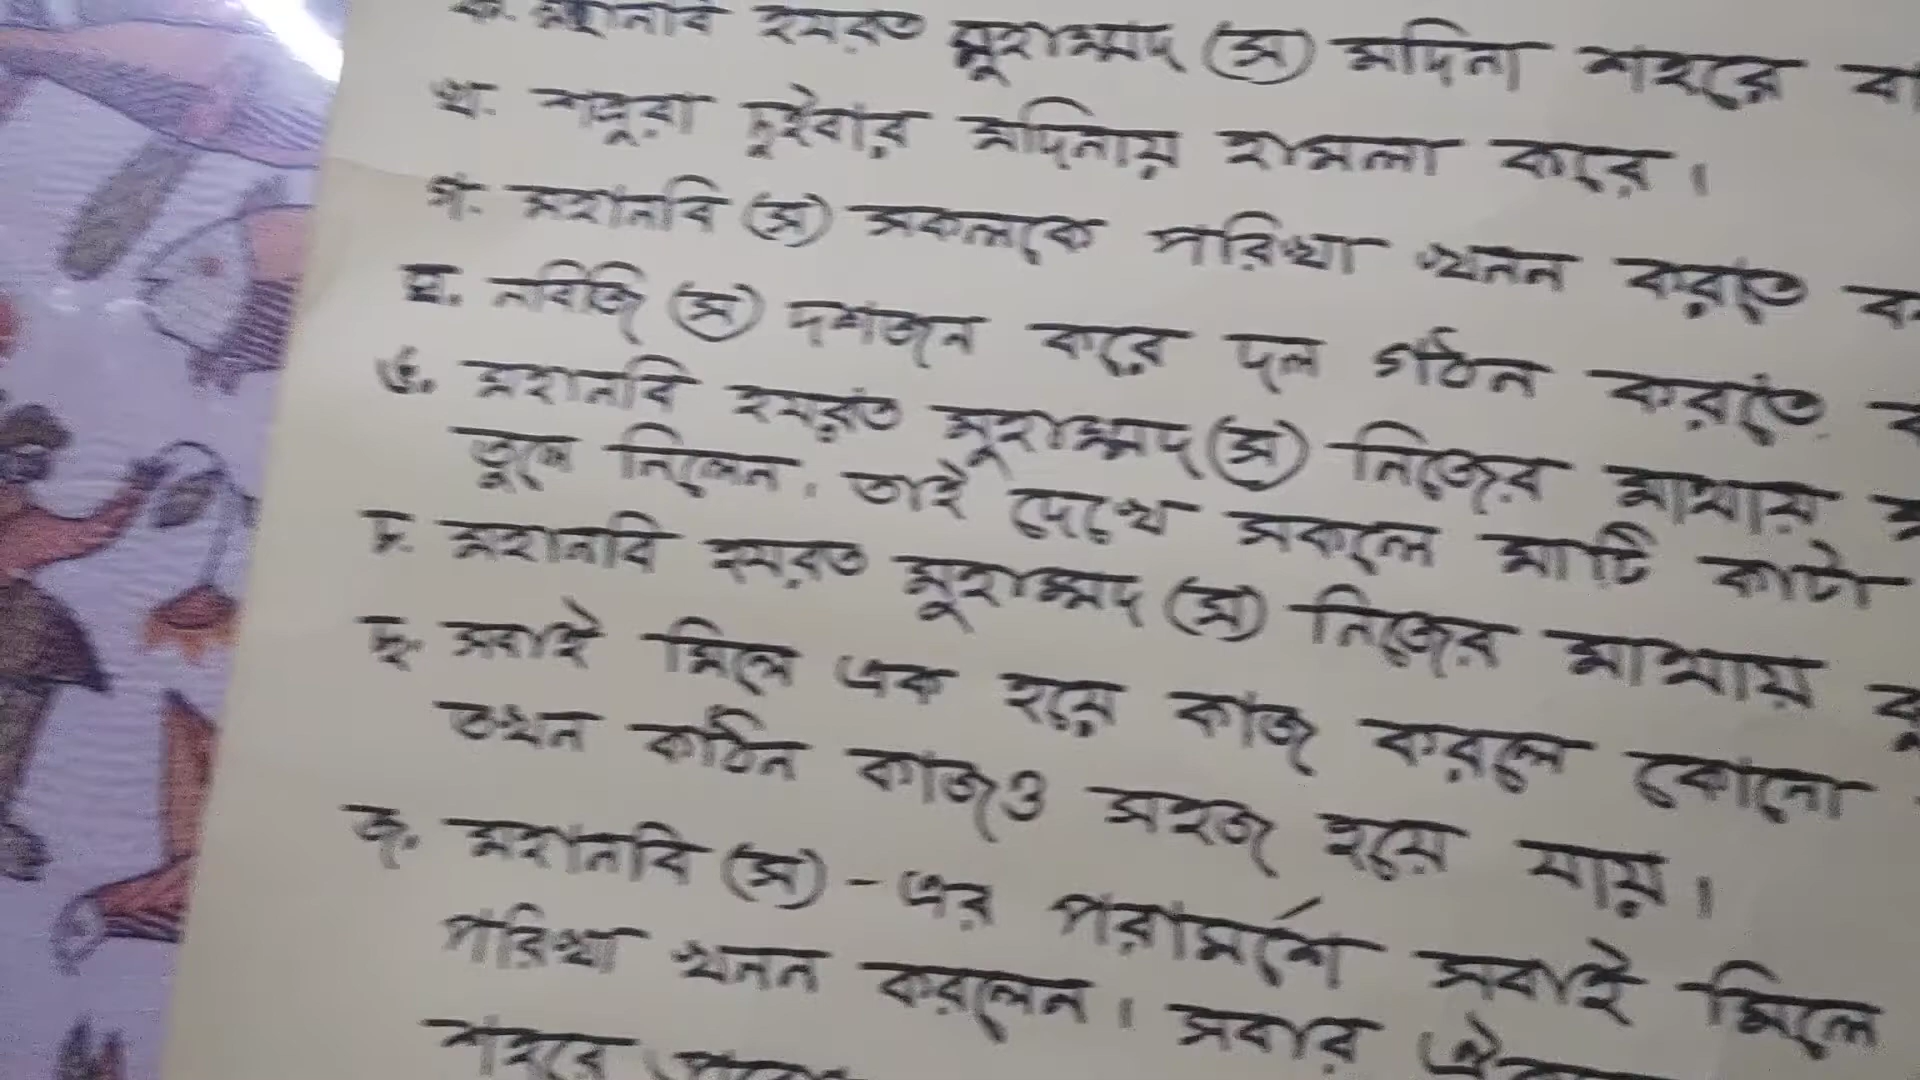 ক. মহানবি হযরত মুহাম্মদ (স) মদিনা শহরে
খ. শত্রুরা দুইবার মদিনায় হামলা করে।
গ. মহানবি (স) সকলকে পরিখা খনন করতে
ঘ. নবিজি (স) দশজন করে দল গঠন করতে
ঙ. মহানবি হযরত মুহাম্মদ (স) নিজের মাথায়
তুলে নিলেন। তাই দেখে সকলে মাটি কাটা
চ. মহানবি হযরত মুহাম্মদ (স) নিজের মাথায়
ছ. সবাই মিলে এক হয়ে কাজ করলে কোনো
তখন কঠিন কাজও সহজ হয়ে যায়।
জ. মহানবি (স) - এর পরামর্শে সবাই মিলে
পরিখা খনন করলেন। সবার
শহরে